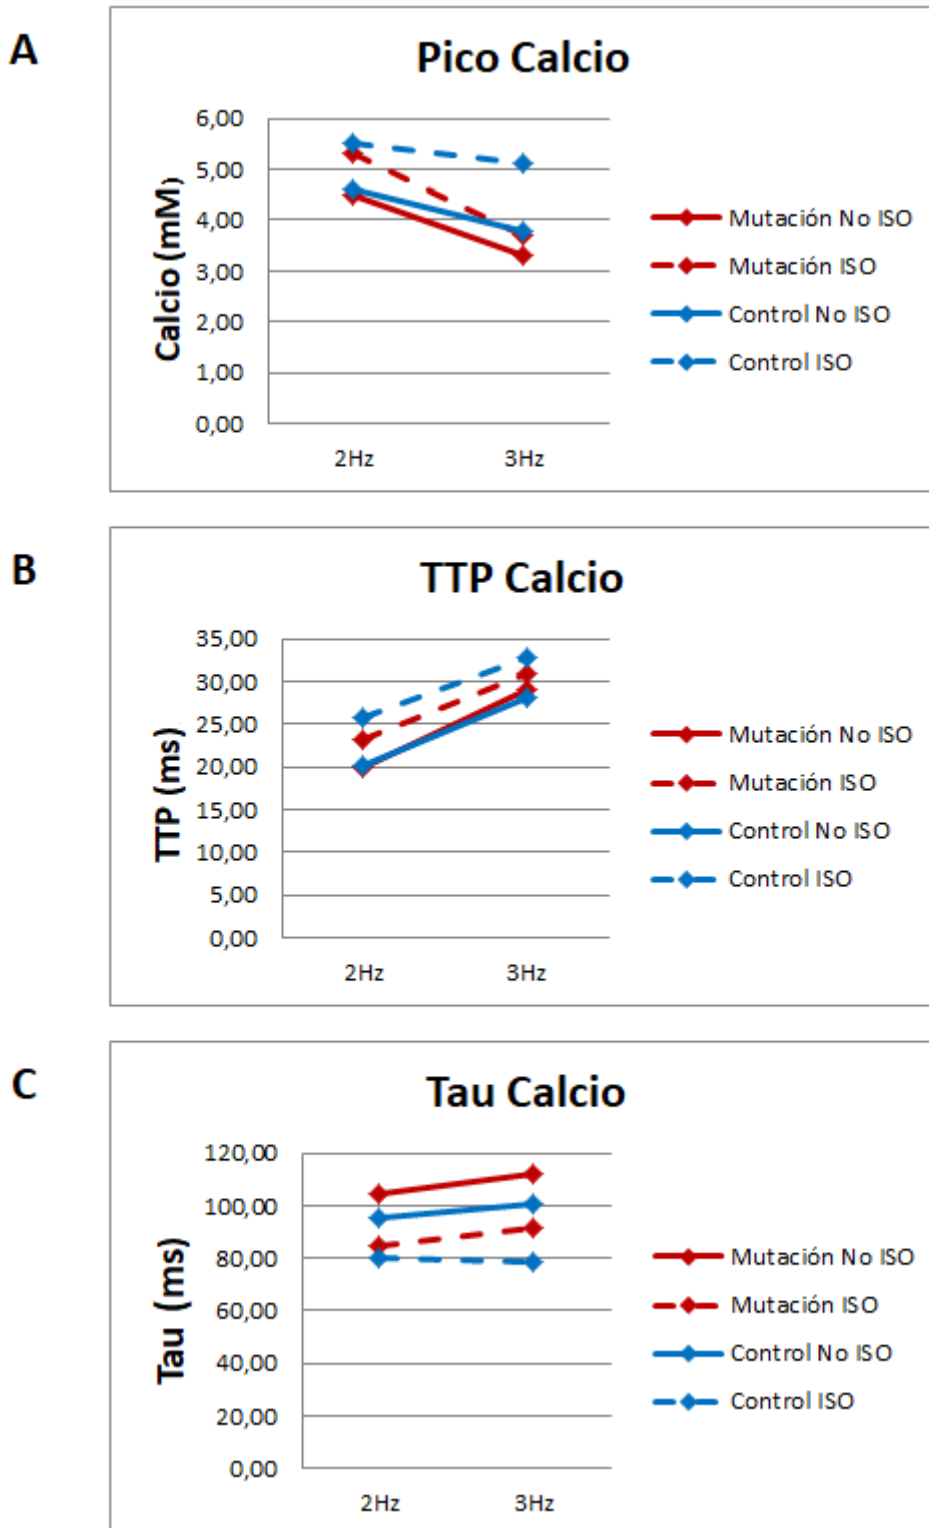 A
Pico Calcio
6,00
5,00
4,00
3,00
2,00
1,00
0,00
Calcio (mM)
2Hz
3Hz
Mutación No ISO
Mutación ISO
Control No ISO
Control ISO
B
TTP Calcio
35,00
30,00
25,00
20,00
15,00
10,00
5,00
0,00
TTP (ms)
2Hz
3Hz
Mutación No ISO
Mutación ISO
Control No ISO
Control ISO
C
Tau Calcio
120,00
100,00
80,00
60,00
40,00
20,00
0,00
Tau (ms)
2Hz
3Hz
Mutación No ISO
Mutación ISO
Control No ISO
Control ISO